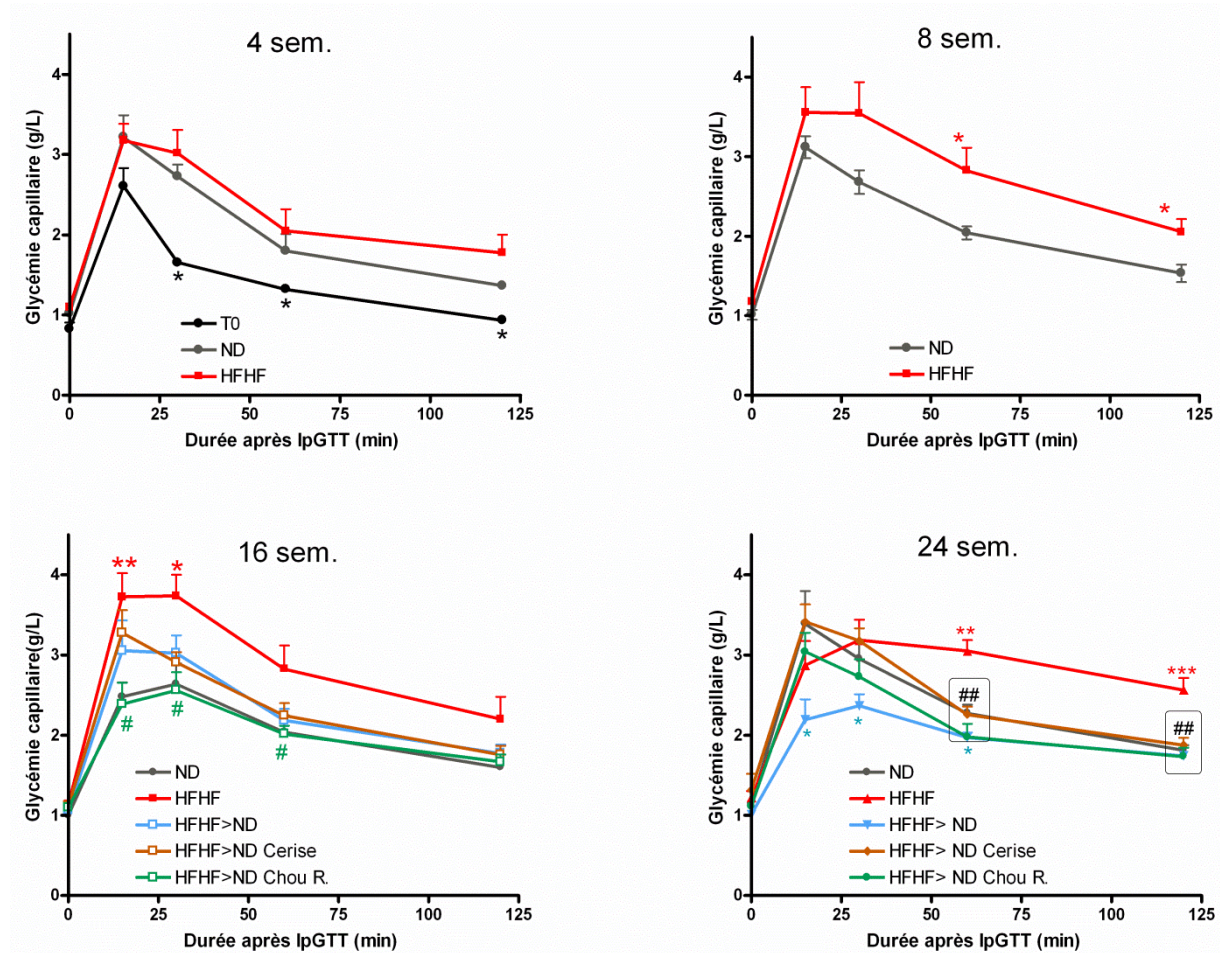 4 sem.
Glycémie capillaire (g/L)
4
3
2
1
0
* * *
T0
ND
HFHF
0 25 50 75 100 125
Durée après IpGTT (min)
8 sem.
Glycémie capillaire (g/L)
4
3
2
1
0
* *
ND
HFHF
0 25 50 75 100 125
Durée après IpGTT (min)
16 sem.
Glycémie capillaire(g/L)
4
3
2
1
0
** *
# # #
ND
HFHF
HFHF>ND
HFHF>ND Cerise
HFHF>ND Chou R.
0 25 50 75 100 125
Durée après IpGTT (min)
24 sem.
Glycémie capillaire (g/L)
4
3
2
1
0
** ***
## ##
* * *
ND
HFHF
HFHF> ND
HFHF> ND Cerise
HFHF> ND Chou R.
0 25 50 75 100 125
Durée après IpGTT (min)